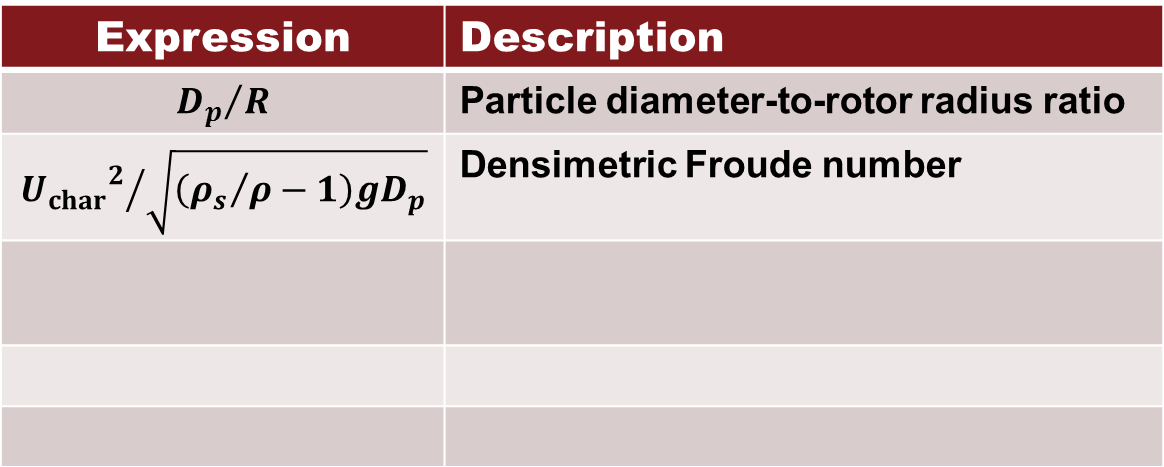 Expression Description
D_p/R Particle diameter-to-rotor radius ratio
U_char^2/√((ρ_s/ρ − 1)gD_p) Densimetric Froude number